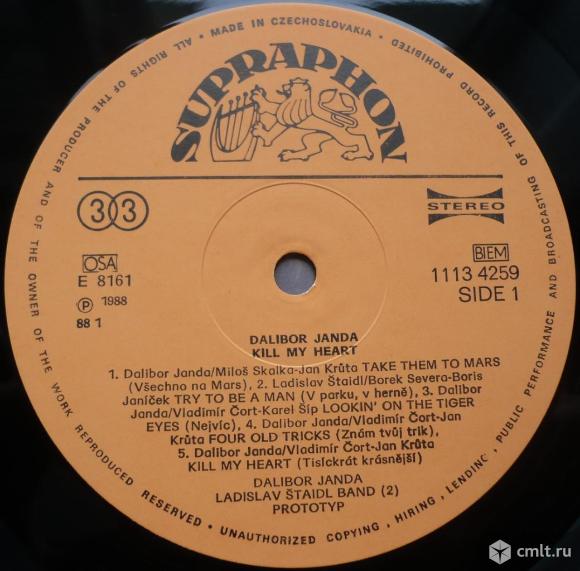 • MADE IN CZECHOSLOVAKIA •
ALL RIGHTS OF THE PRODUCER AND OF THE OWNER OF THE WORK REPRODUCED RESERVED • UNAUTHORIZED COPYING, HIRING, LENDING, PUBLIC PERFORMANCE AND BROADCASTING OF THIS RECORD PROHIBITED
SUPRAPHON
33
STEREO
OSA
E 8161
Ⓟ 1988
88 1
BIEM
1113 4259
SIDE 1
DALIBOR JANDA
KILL MY HEART
1. Dalibor Janda/Miloš Skalka-Jan Krůta TAKE THEM TO MARS
(Všechno na Mars), 2. Ladislav Štaidl/Borek Severa-Boris
Janíček TRY TO BE A MAN (V parku, v herně), 3. Dalibor
Janda/Vladimír Čort-Karel Šíp LOOKIN' ON THE TIGER
EYES (Nejvíc), 4. Dalibor Janda/Vladimír Čort-Jan
Krůta FOUR OLD TRICKS (Znám tvůj trik),
5. Dalibor Janda/Vladimír Čort-Jan Krůta
KILL MY HEART (Tisíckrát krásnější)
DALIBOR JANDA
LADISLAV ŠTAIDL BAND (2)
PROTOTYP
cmlt.ru